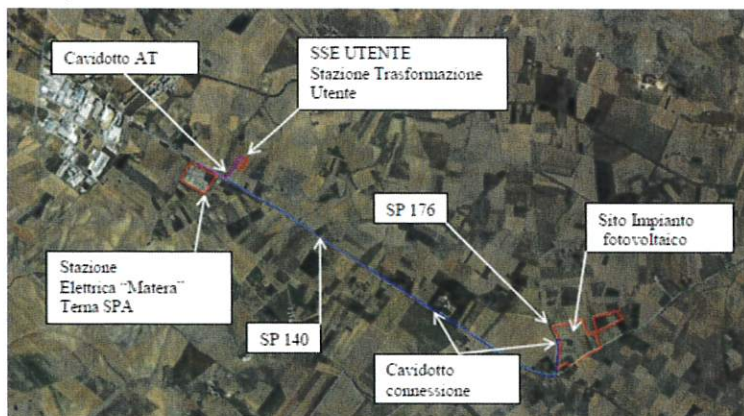 Cavidotto AT
SSE UTENTE
Stazione Trasformazione
Utente
SP 176
Sito Impianto
fotovoltaico
Stazione
Elettrica "Matera"
Terna SPA
SP 140
Cavidotto
connessione